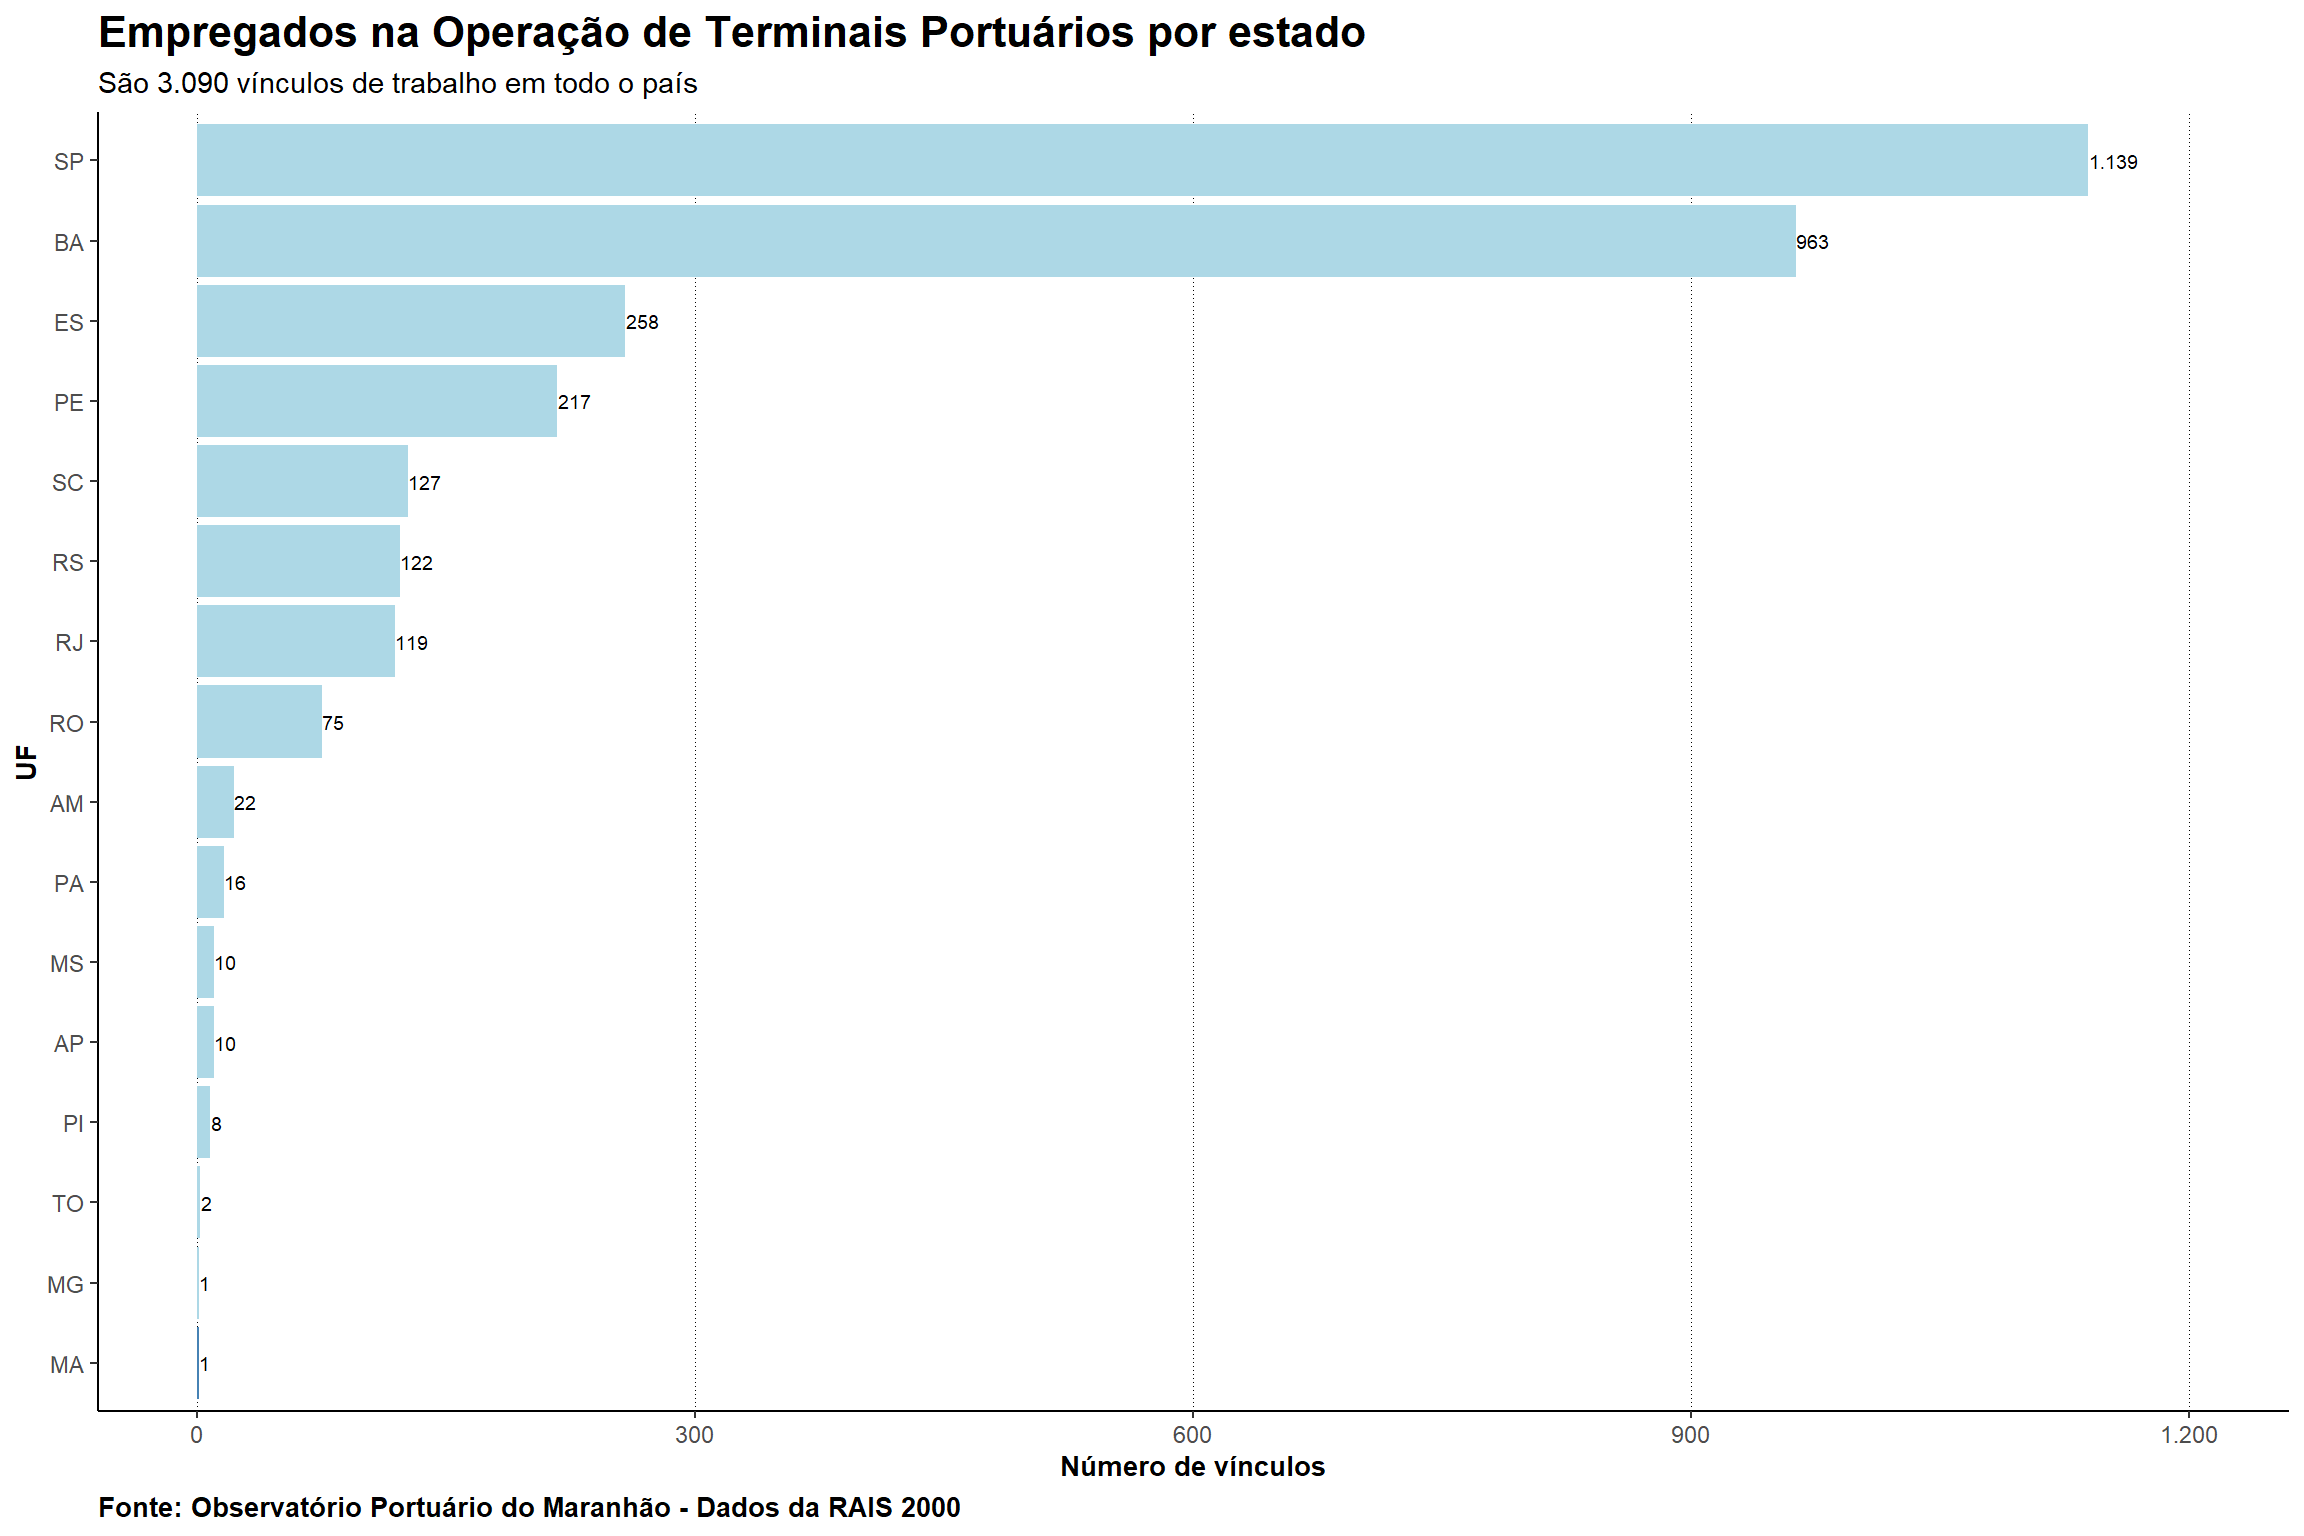 Empregados na Operação de Terminais Portuários por estado
São 3.090 vínculos de trabalho em todo o país
SP 1.139
BA 963
ES 258
PE 217
SC 127
RS 122
RJ 119
RO 75
UF
AM 22
PA 16
MS 10
AP 10
PI 8
TO 2
MG 1
MA 1
0 300 600 900 1.200
Número de vínculos
Fonte: Observatório Portuário do Maranhão - Dados da RAIS 2000